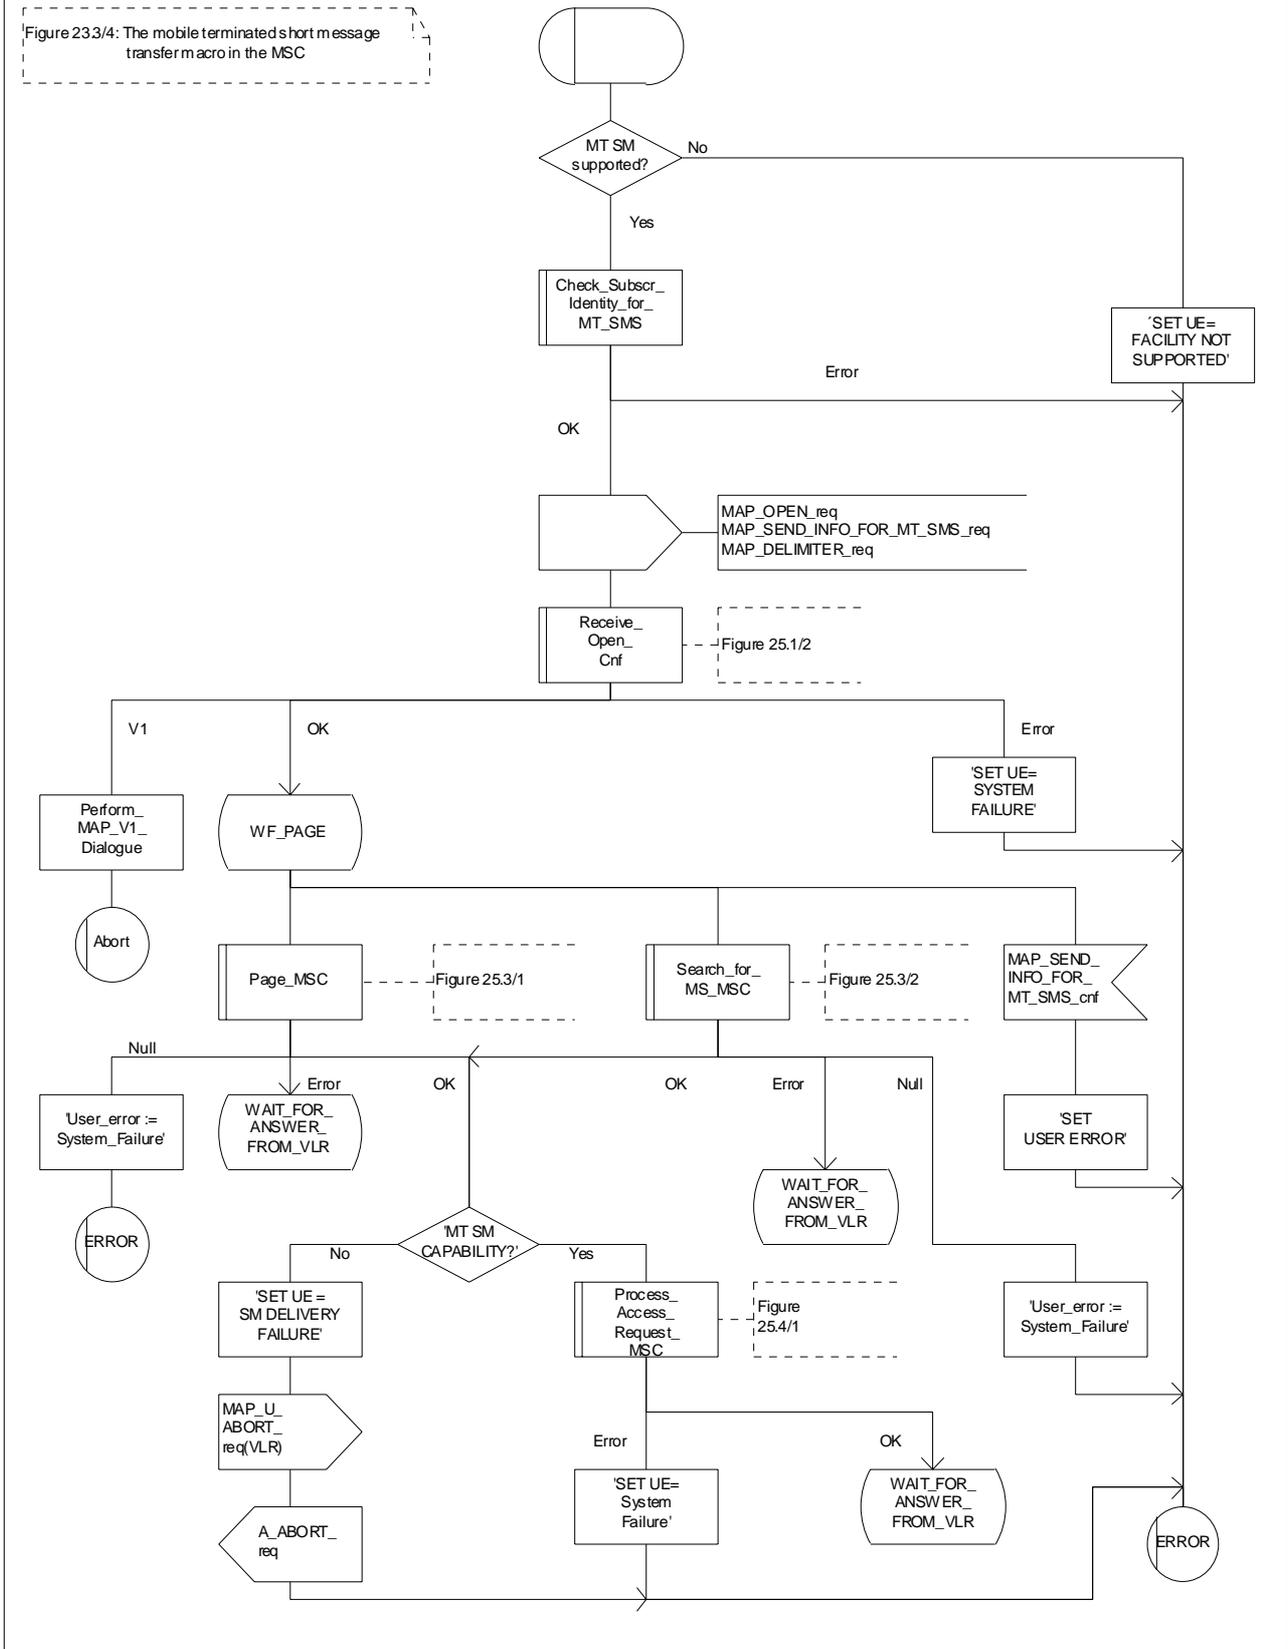 Figure 23.3/4: The mobile terminated short message
transfer macro in the MSC
MT SM
supported?
No
Yes
Check_Subscr_
Identity_for_
MT_SMS
´SET UE=
FACILITY NOT
SUPPORTED'
Error
OK
MAP_OPEN_req
MAP_SEND_INFO_FOR_MT_SMS_req
MAP_DELIMITER_req
Receive_
Open_
Cnf
Figure 25.1/2
V1
OK
Error
'SET UE=
SYSTEM
FAILURE'
Perform_
MAP_V1_
Dialogue
WF_PAGE
Abort
Page_MSC
Figure 25.3/1
Search_for_
MS_MSC
Figure 25.3/2
MAP_SEND_
INFO_FOR_
MT_SMS_cnf
Null
Error
OK
OK
Error
Null
'User_error :=
System_Failure'
WAIT_FOR_
ANSWER_
FROM_VLR
'SET
USER ERROR'
WAIT_FOR_
ANSWER_
FROM_VLR
ERROR
'MT SM
CAPABILITY?'
No
Yes
'SET UE =
SM DELIVERY
FAILURE'
Process_
Access_
Request_
MSC
Figure
25.4/1
'User_error :=
System_Failure'
MAP_U_
ABORT_
req(VLR)
Error
OK
'SET UE=
System
Failure'
WAIT_FOR_
ANSWER_
FROM_VLR
A_ABORT_
req
ERROR